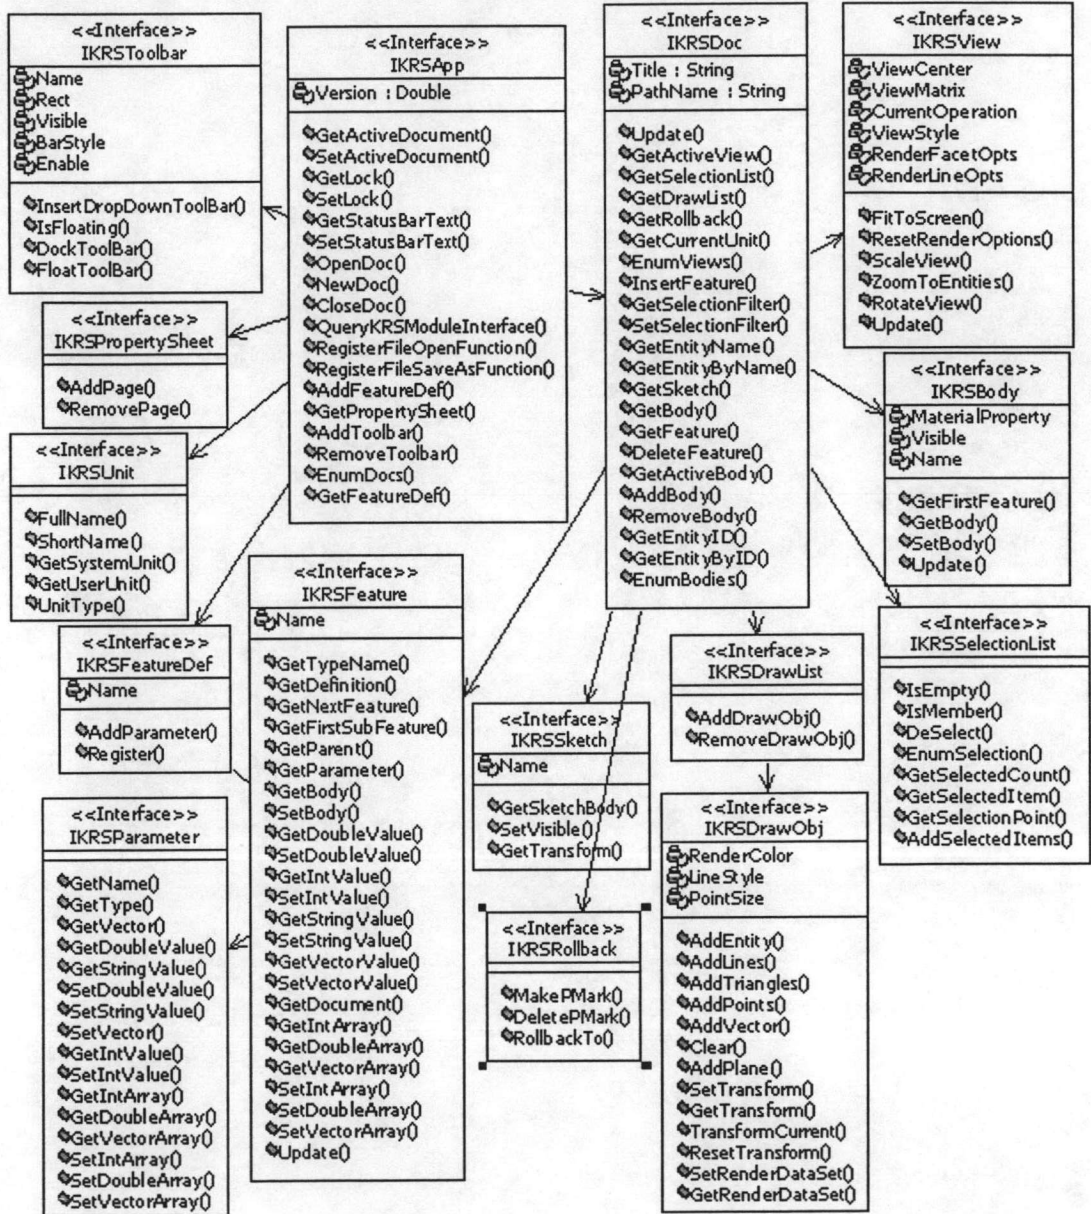 <<Interface>>
IKRSToolbar
Name
Rect
Visible
BarStyle
Enable
InsertDropDownToolBar()
IsFloating()
DockToolBar()
FloatToolBar()
<<Interface>>
IKRSPropertySheet
AddPage()
RemovePage()
<<Interface>>
IKRSUnit
FullName()
ShortName()
GetSystemUnit()
GetUserUnit()
UnitType()
<<Interface>>
IKRSFeatureDef
Name
AddParameter()
Register()
<<Interface>>
IKRSParameter
GetName()
GetType()
GetVector()
GetDoubleValue()
GetStringValue()
SetDoubleValue()
SetStringValue()
SetVector()
GetIntValue()
SetIntValue()
GetIntArray()
GetDoubleArray()
GetVectorArray()
SetIntArray()
SetDoubleArray()
SetVectorArray()
<<Interface>>
IKRSApp
Version : Double
GetActiveDocument()
SetActiveDocument()
GetLock()
SetLock()
GetStatusBarText()
SetStatusBarText()
OpenDoc()
NewDoc()
CloseDoc()
QueryKRSModuleInterface()
RegisterFileOpenFunction()
RegisterFileSaveAsFunction()
AddFeatureDef()
GetPropertySheet()
AddToolbar()
RemoveToolbar()
EnumDocs()
GetFeatureDef()
<<Interface>>
IKRSFeature
Name
GetTypeName()
GetDefinition()
GetNextFeature()
GetFirstSubFeature()
GetParent()
GetParameter()
GetBody()
SetBody()
GetDoubleValue()
SetDoubleValue()
GetIntValue()
SetIntValue()
GetStringValue()
SetStringValue()
GetVectorValue()
SetVectorValue()
GetDocument()
GetIntArray()
GetDoubleArray()
GetVectorArray()
SetIntArray()
SetDoubleArray()
SetVectorArray()
Update()
<<Interface>>
IKRSDoc
Title : String
PathName : String
Update()
GetActiveView()
GetSelectionList()
GetDrawList()
GetRollback()
GetCurrentUnit()
EnumViews()
InsertFeature()
GetSelectionFilter()
SetSelectionFilter()
GetEntityName()
GetEntityByName()
GetSketch()
GetBody()
GetFeature()
DeleteFeature()
GetActiveBody()
AddBody()
RemoveBody()
GetEntityID()
GetEntityByID()
EnumBodies()
<<Interface>>
IKRSSketch
Name
GetSketchBody()
SetVisible()
GetTransform()
<<Interface>>
IKRSRollback
MakePMark()
DeletePMark()
RollbackTo()
<<Interface>>
IKRSDrawList
AddDrawObj()
RemoveDrawObj()
<<Interface>>
IKRSDrawObj
RenderColor
LineStyle
PointSize
AddEntity()
AddLines()
AddTriangles()
AddPoints()
AddVector()
Clear()
AddPlane()
SetTransform()
GetTransform()
TransformCurrent()
ResetTransform()
SetRenderDataSet()
GetRenderDataSet()
<<Interface>>
IKRSView
ViewCenter
ViewMatrix
CurrentOperation
ViewStyle
RenderFacetOpts
RenderLineOpts
FitToScreen()
ResetRenderOptions()
ScaleView()
ZoomToEntities()
RotateView()
Update()
<<Interface>>
IKRSBody
MaterialProperty
Visible
Name
GetFirstFeature()
GetBody()
SetBody()
Update()
<<Interface>>
IKRSSelectionList
IsEmpty()
IsMember()
DeSelect()
EnumSelection()
GetSelectedCount()
GetSelectedItem()
GetSelectionPoint()
AddSelectedItems()